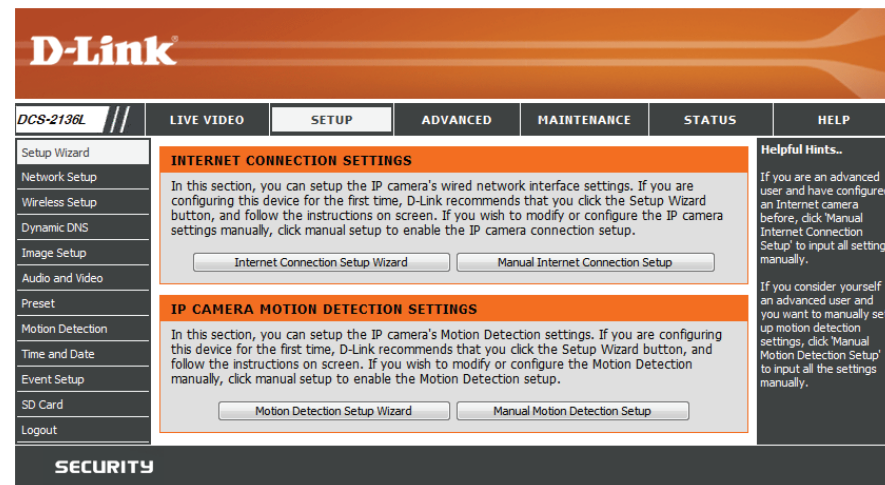 D-Link
DCS-2136L // LIVE VIDEO SETUP ADVANCED MAINTENANCE STATUS HELP
Setup Wizard
Network Setup
Wireless Setup
Dynamic DNS
Image Setup
Audio and Video
Preset
Motion Detection
Time and Date
Event Setup
SD Card
Logout
INTERNET CONNECTION SETTINGS
In this section, you can setup the IP camera's wired network interface settings. If you are
configuring this device for the first time, D-Link recommends that you click the Setup Wizard
button, and follow the instructions on screen. If you wish to modify or configure the IP camera
settings manually, click manual setup to enable the IP camera connection setup.
Internet Connection Setup Wizard Manual Internet Connection Setup
IP CAMERA MOTION DETECTION SETTINGS
In this section, you can setup the IP camera's Motion Detection settings. If you are configuring
this device for the first time, D-Link recommends that you click the Setup Wizard button, and
follow the instructions on screen. If you wish to modify or configure the Motion Detection
manually, click manual setup to enable the Motion Detection setup.
Motion Detection Setup Wizard Manual Motion Detection Setup
Helpful Hints..
If you are an advanced
user and have configured
an Internet camera
before, click 'Manual
Internet Connection
Setup' to input all setting
manually.
If you consider yourself
an advanced user and
you want to manually set
up motion detection
settings, click 'Manual
Motion Detection Setup'
to input all the settings
manually.
SECURITY